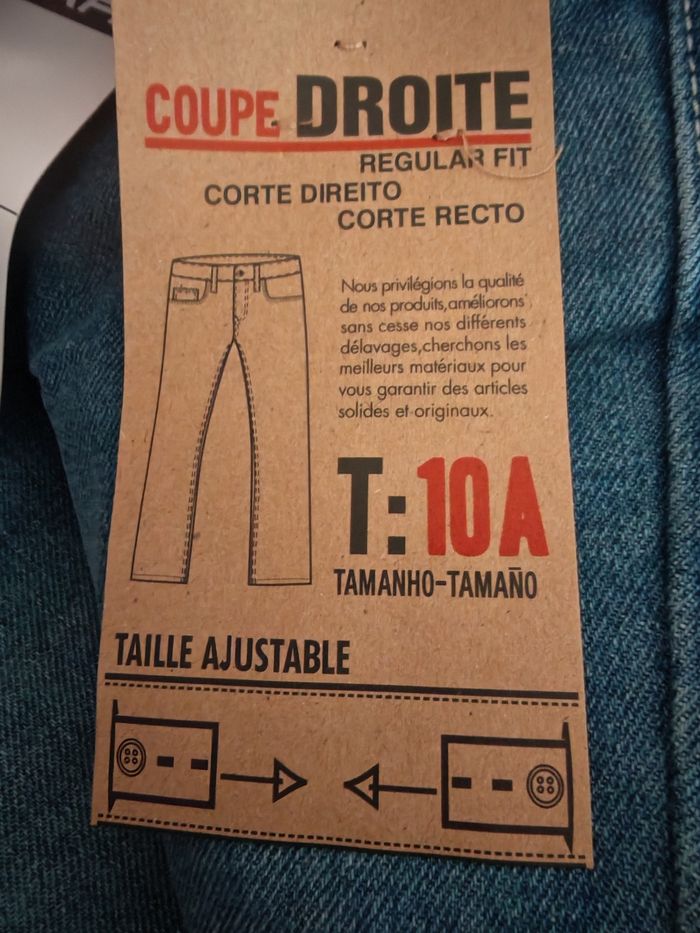 COUPE DROITE
REGULAR FIT
CORTE DIREITO
CORTE RECTO
Nous privilégions la qualité
de nos produits,améliorons
sans cesse nos différents
délavages,cherchons les
meilleurs matériaux pour
vous garantir des articles
solides et originaux.
T:10A
TAMANHO-TAMAÑO
TAILLE AJUSTABLE